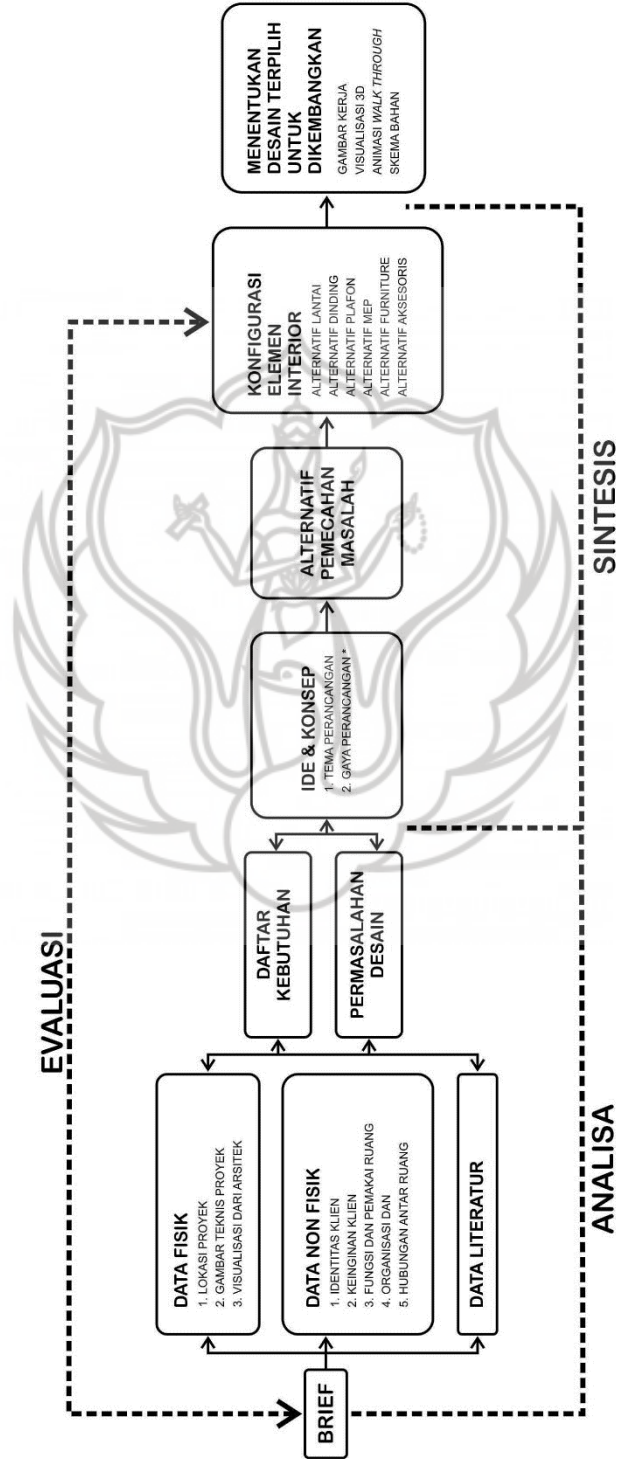 EVALUASI
BRIEF
DATA FISIK
1. LOKASI PROYEK
2. GAMBAR TEKNIS PROYEK
3. VISUALISASI DARI ARSITEK
DATA NON FISIK
1. IDENTITAS KLIEN
2. KEINGINAN KLIEN
3. FUNGSI DAN PEMAKAI RUANG
4. ORGANISASI DAN
5. HUBUNGAN ANTAR RUANG
DATA LITERATUR
DAFTAR
KEBUTUHAN
PERMASALAHAN
DESAIN
IDE & KONSEP
1. TEMA PERANCANGAN
2. GAYA PERANCANGAN *
ALTERNATIF
PEMECAHAN
MASALAH
KONFIGURASI
ELEMEN
INTERIOR
ALTERNATIF LANTAI
ALTERNATIF DINDING
ALTERNATIF PLAFON
ALTERNATIF MEP
ALTERNATIF FURNITURE
ALTERNATIF AKSESORIS
MENENTUKAN
DESAIN TERPILIH
UNTUK
DIKEMBANGKAN
GAMBAR KERJA
VISUALISASI 3D
ANIMASI WALK THROUGH
SKEMA BAHAN
ANALISA
SINTESIS